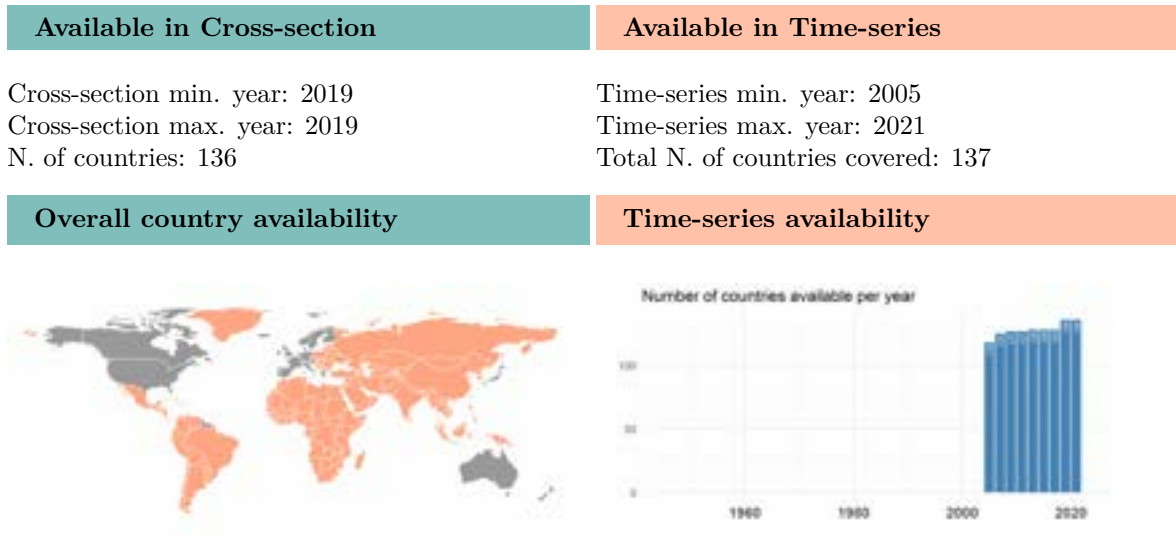 Available in Cross-section
Available in Time-series
Cross-section min. year: 2019
Cross-section max. year: 2019
N. of countries: 136
Time-series min. year: 2005
Time-series max. year: 2021
Total N. of countries covered: 137
Overall country availability
Time-series availability
Number of countries available per year
100
50
0
1960
1980
2000
2020